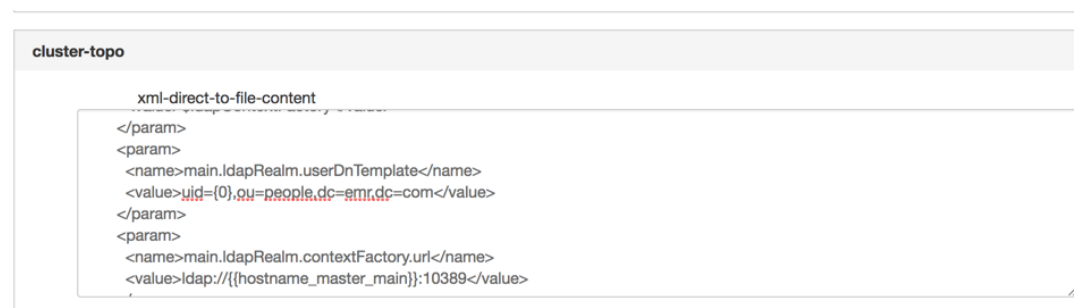 cluster-topo
xml-direct-to-file-content
</param>
<param>
<name>main.ldapRealm.userDnTemplate</name>
<value>uid={0},ou=people,dc=emr,dc=com</value>
</param>
<param>
<name>main.ldapRealm.contextFactory.url</name>
<value>ldap://{{hostname_master_main}}:10389</value>